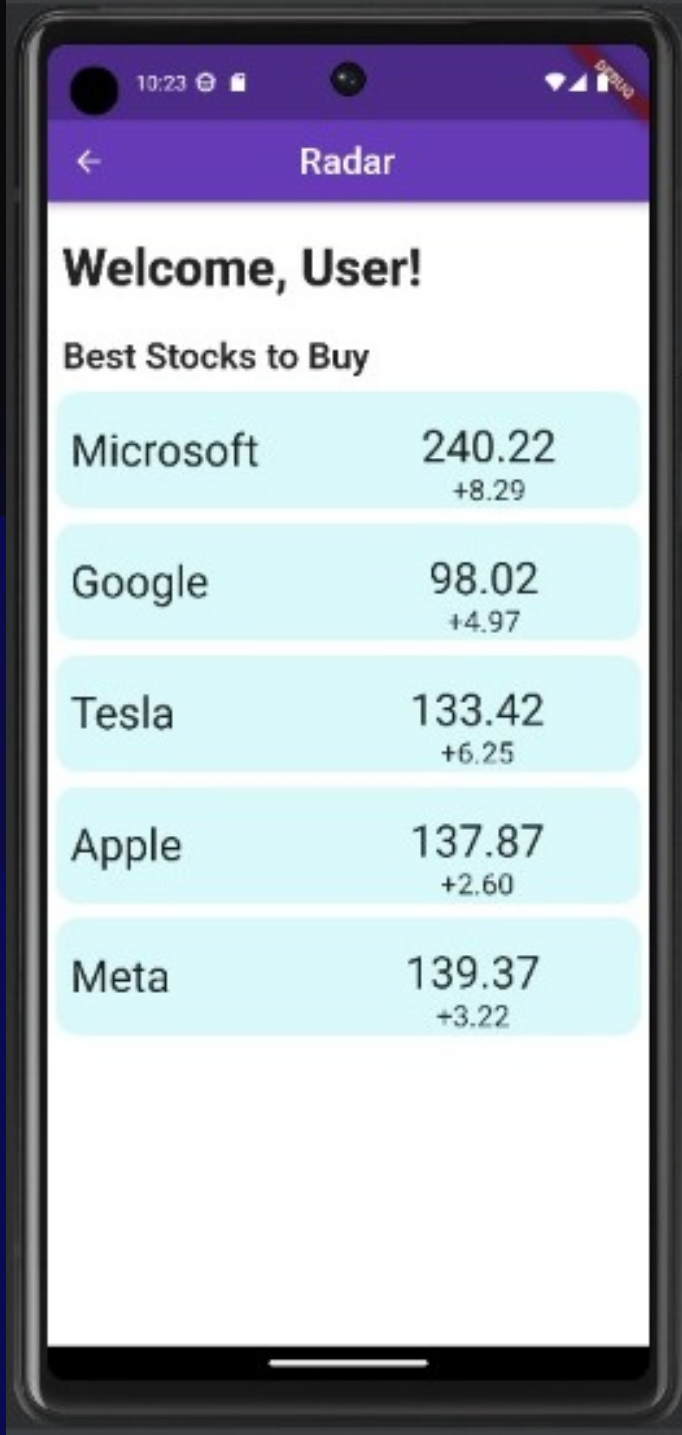 10:23
DEBUG
Radar
Welcome, User!
Best Stocks to Buy
Microsoft 240.22
+8.29
Google 98.02
+4.97
Tesla 133.42
+6.25
Apple 137.87
+2.60
Meta 139.37
+3.22